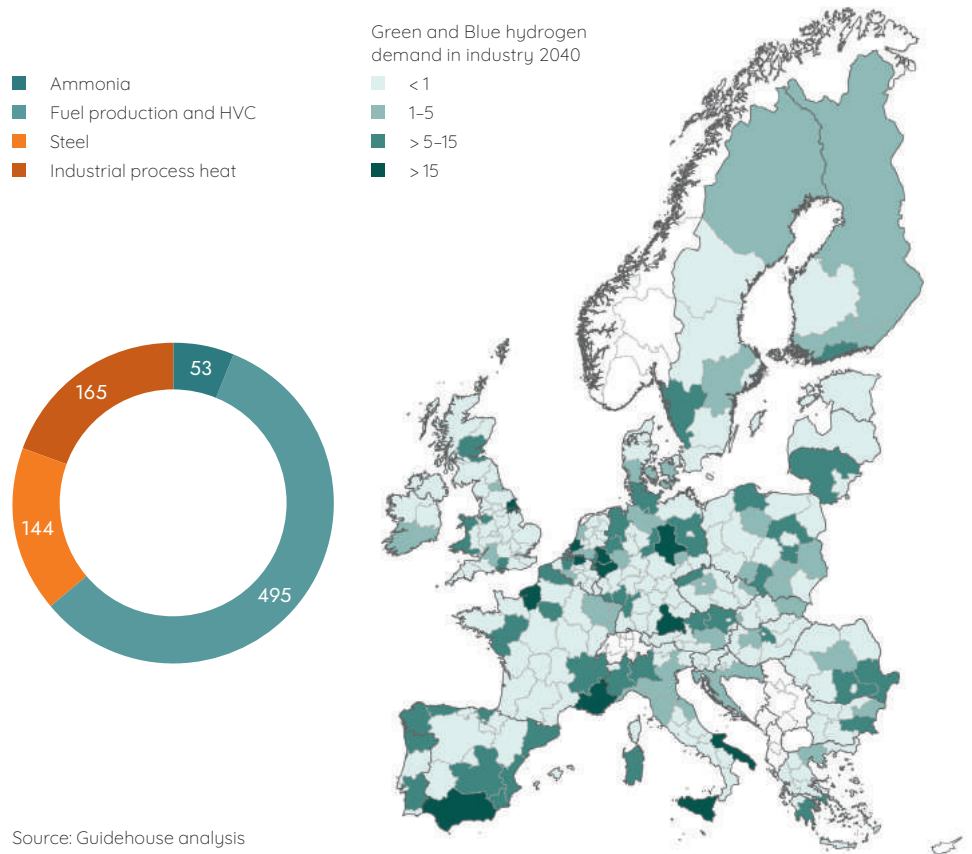 Ammonia
Fuel production and HVC
Steel
Industrial process heat
Green and Blue hydrogen
demand in industry 2040
< 1
1–5
> 5–15
> 15
53
165
144
495
Source: Guidehouse analysis